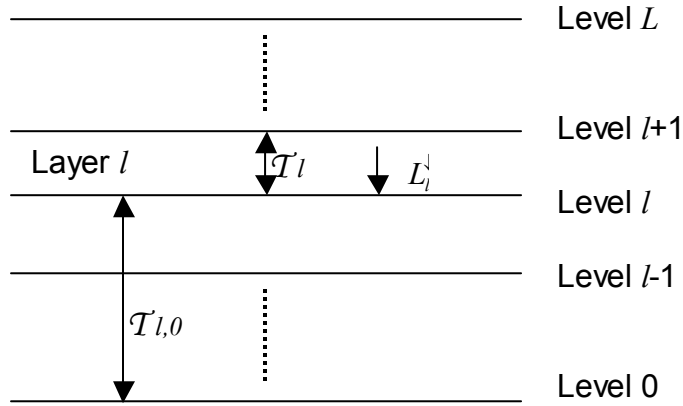 Level L
Level l+1
Layer l
𝒯l
L↓l
Level l
Level l-1
𝒯l,0
Level 0